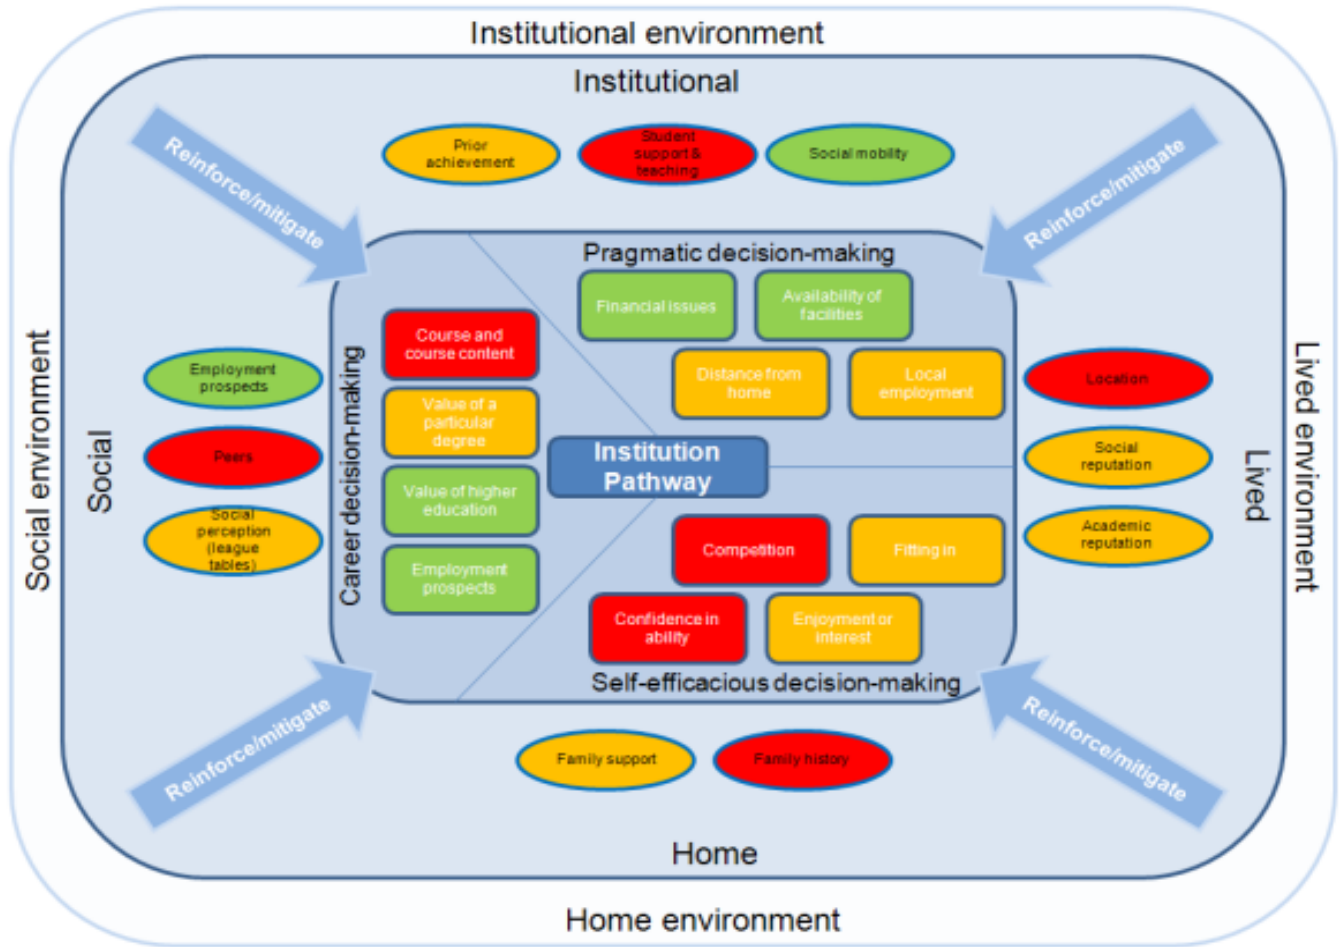 Institutional environment
Institutional
Reinforce/mitigate
Prior
achievement
Student
support &
teaching
Social mobility
Reinforce/mitigate
Pragmatic decision-making
Financial issues
Availability of
facilities
Distance from
home
Local
employment
Career decision-making
Course and
course content
Value of a
particular
degree
Value of higher
education
Employment
prospects
Institution
Pathway
Competition
Fitting in
Confidence in
ability
Enjoyment or
interest
Self-efficacious decision-making
Social environment
Social
Employment
prospects
Peers
Social
perception
(league
tables)
Location
Social
reputation
Academic
reputation
Lived
Lived environment
Reinforce/mitigate
Family support
Family history
Reinforce/mitigate
Home
Home environment